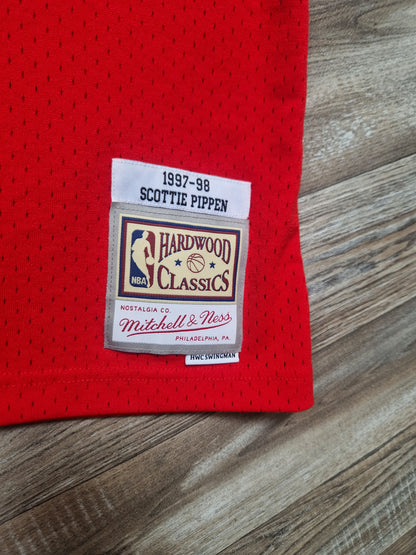 1997-98
SCOTTIE PIPPEN
NBA
HARDWOOD
CLASSICS
NOSTALGIA CO.
Mitchell & Ness
PHILADELPHIA, PA.
HWC SWINGMAN